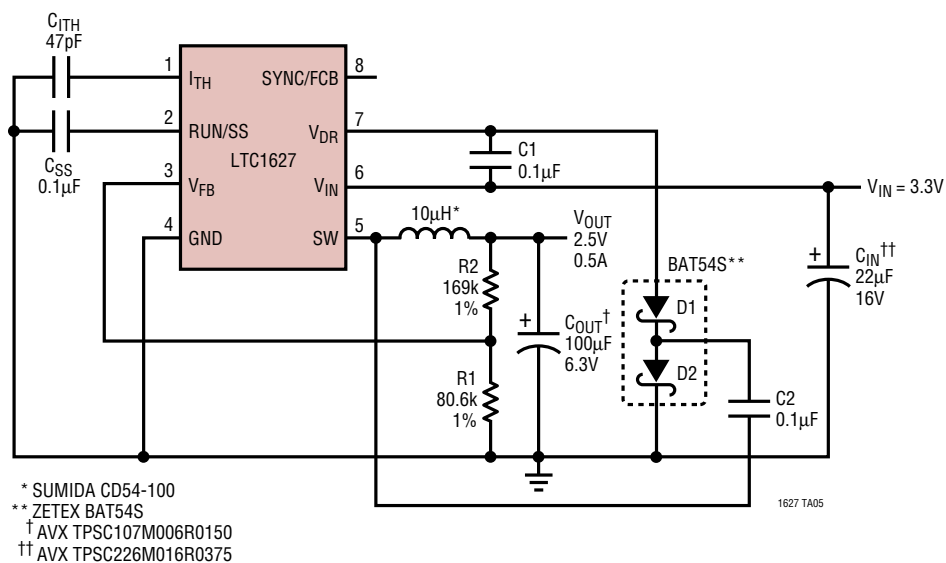 C_ITH
47pF
1
I_TH
SYNC/FCB
8
2
RUN/SS
V_DR
7
LTC1627
C1
0.1µF
C_SS
0.1µF
3
V_FB
V_IN
6
V_IN = 3.3V
10µH*
4
GND
SW
5
V_OUT
2.5V
0.5A
BAT54S**
R2
169k
1%
+
C_OUT†
100µF
6.3V
D1
+
C_IN††
22µF
16V
D2
R1
80.6k
1%
C2
0.1µF
* SUMIDA CD54-100
** ZETEX BAT54S
† AVX TPSC107M006R0150
†† AVX TPSC226M016R0375
1627 TA05